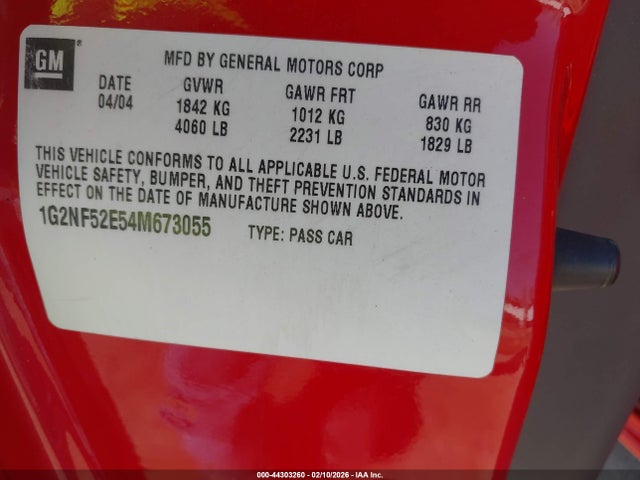 GM
MFD BY GENERAL MOTORS CORP
DATE GVWR GAWR FRT GAWR RR
04/04 1842 KG 1012 KG 830 KG
4060 LB 2231 LB 1829 LB
THIS VEHICLE CONFORMS TO ALL APPLICABLE U.S. FEDERAL MOTOR
VEHICLE SAFETY, BUMPER, AND THEFT PREVENTION STANDARDS IN
EFFECT ON THE DATE OF MANUFACTURE SHOWN ABOVE.
1G2NF52E54M673055 TYPE: PASS CAR
000-44303260 - 02/10/2026 - IAA Inc.